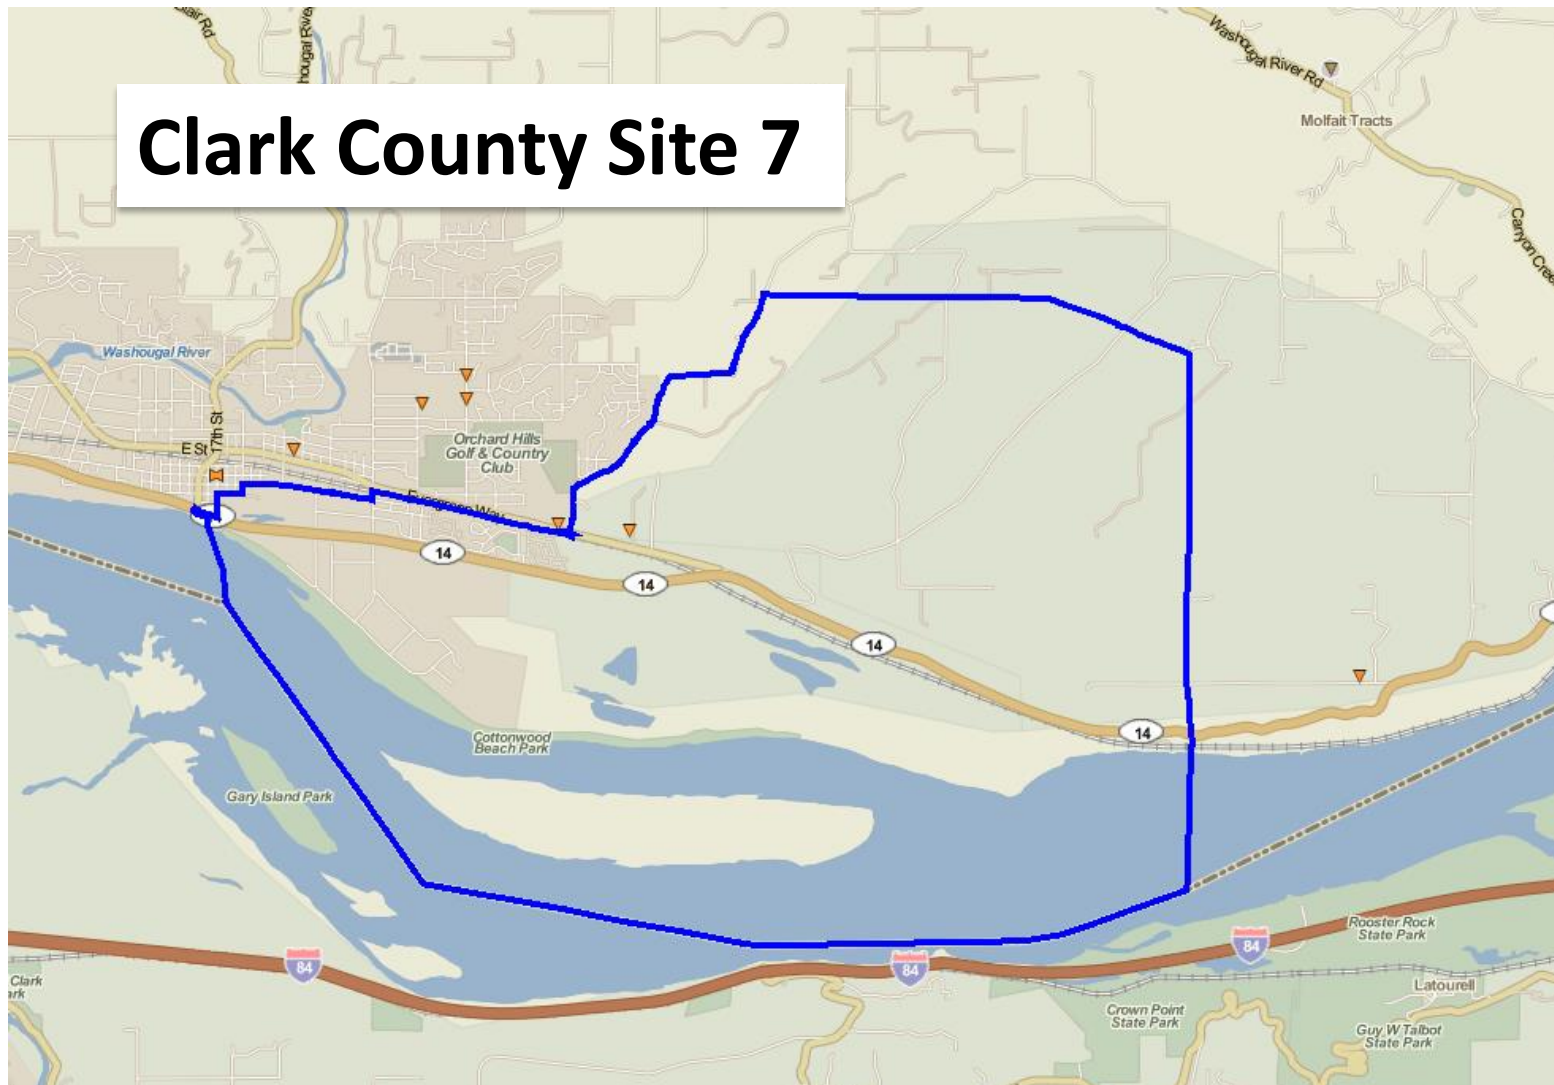 Washougal River Rd
Molfait Tracts
Clark County Site 7
Washougal River
17th St
E St
Orchard Hills
Golf & Country
Club
Evergreen Way
14
14
14
14
Cottonwood
Beach Park
Gary Island Park
Rooster Rock
State Park
84
84
84
Clark
Latourell
Crown Point
State Park
Guy W Talbot
State Park